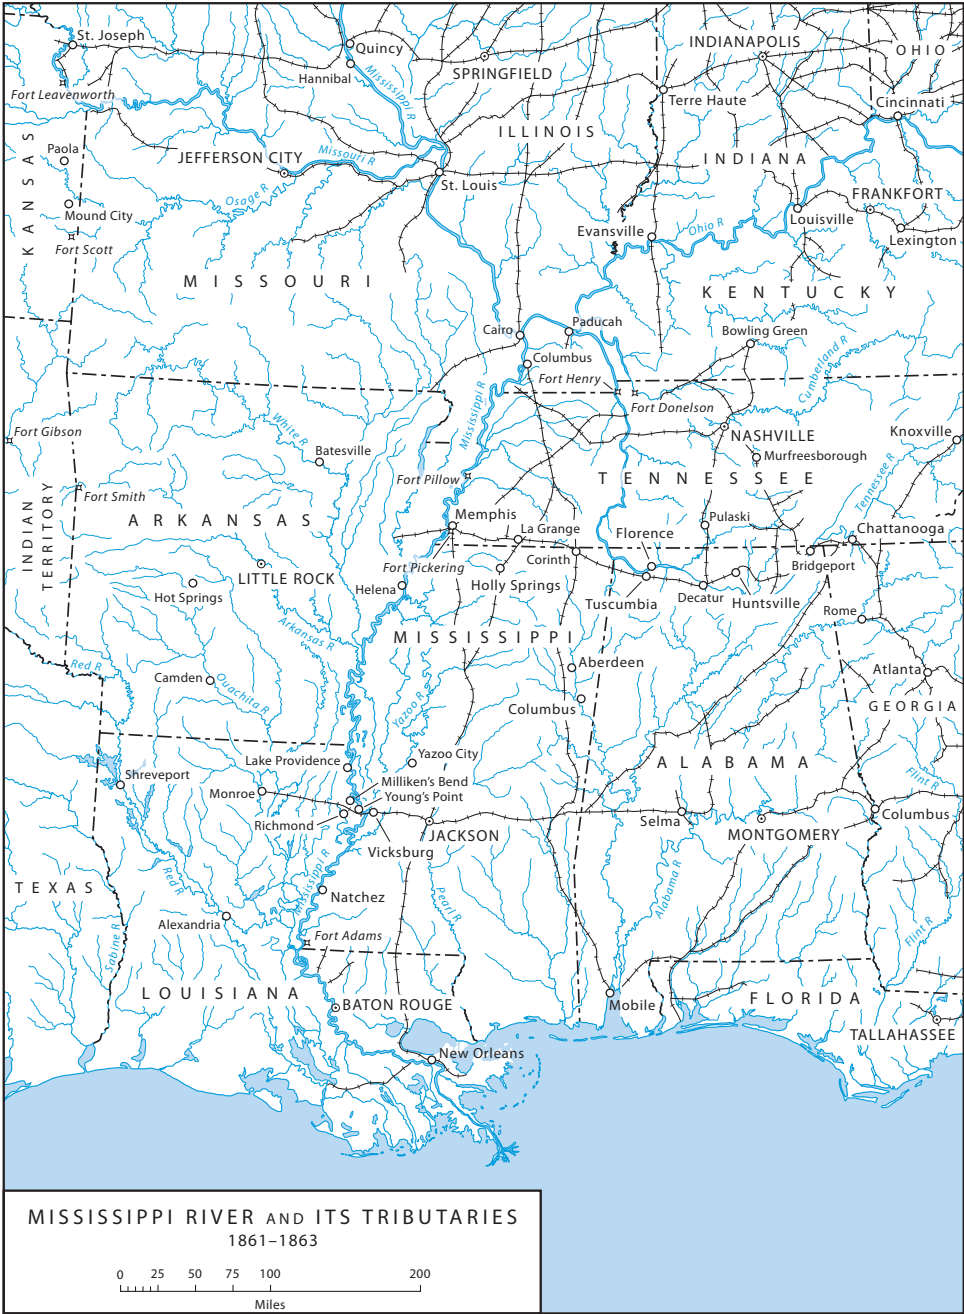 St. Joseph
Quincy
INDIANAPOLIS
OHIO
Hannibal
Mississippi R
SPRINGFIELD
Fort Leavenworth
Terre Haute
Cincinnati
ILLINOIS
KANSAS
Paola
JEFFERSON CITY
Missouri R
INDIANA
St. Louis
Osage R
FRANKFORT
Mound City
Louisville
Ohio R
Evansville
Lexington
Fort Scott
MISSOURI
KENTUCKY
Cairo
Paducah
Bowling Green
Columbus
Cumberland R
Fort Henry
Mississippi R
Fort Donelson
Fort Gibson
White R
NASHVILLE
Knoxville
Batesville
Murfreesborough
Fort Pillow
TENNESSEE
Tennessee R
Fort Smith
INDIAN
TERRITORY
ARKANSAS
Memphis
La Grange
Pulaski
Chattanooga
Florence
Corinth
Fort Pickering
Bridgeport
LITTLE ROCK
Hot Springs
Helena
Holly Springs
Tuscumbia
Decatur
Huntsville
Rome
Arkansas R
MISSISSIPPI
Red R
Aberdeen
Atlanta
Camden
Ouachita R
Yazoo R
Columbus
GEORGIA
Lake Providence
Yazoo City
ALABAMA
Shreveport
Milliken's Bend
Flint R
Monroe
Young's Point
Richmond
Selma
Columbus
JACKSON
MONTGOMERY
Vicksburg
TEXAS
Red R
Mississippi R
Natchez
Pearl R
Alabama R
Alexandria
Fort Adams
Flint R
Sabine R
LOUISIANA
BATON ROUGE
Mobile
FLORIDA
TALLAHASSEE
New Orleans
MISSISSIPPI RIVER AND ITS TRIBUTARIES
1861–1863
0 25 50 75 100 200
Miles